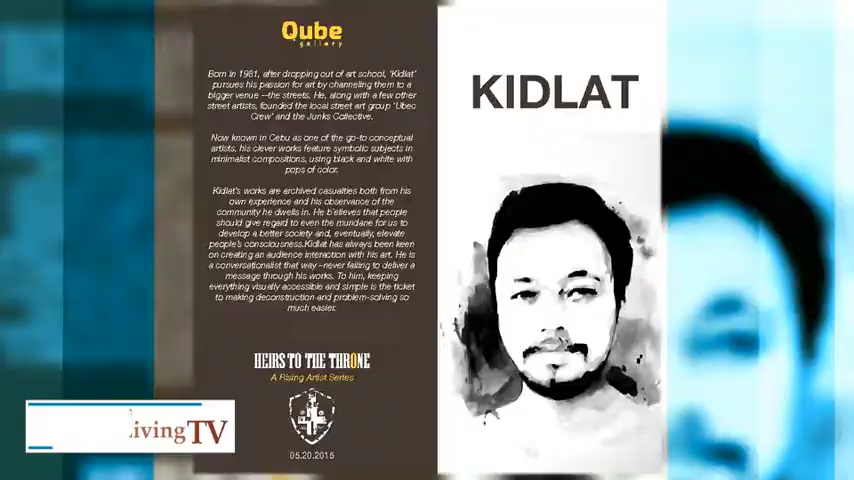 Qube
gallery
Born in 1981, after dropping out of art school, 'Kidlat'
pursues his passion for art by channeling them to a
bigger venue --the streets. He, along with a few other
street artists, founded the local street art group 'Ubec
Crew' and the Junks Collective.
Now known in Cebu as one of the go-to conceptual
artists, his clever works feature symbolic subjects in
minimalist compositions, using black and white with
pops of color.
Kidlat's works are archived casualties both from his
own experience and his observance of the
community he dwells in. He believes that people
should give regard to even the mundane for us to
develop a better society and, eventually, elevate
people's consciousness.Kidlat has always been keen
on creating an audience interaction with his art. He is
a conversationalist that way --never failing to deliver a
message through his works. To him, keeping
everything visually accessible and simple is the ticket
to making deconstruction and problem-solving so
much easier.
HEIRS TO THE THRONE
A Rising Artist Series
05.20.2015
KIDLAT
ivingTV